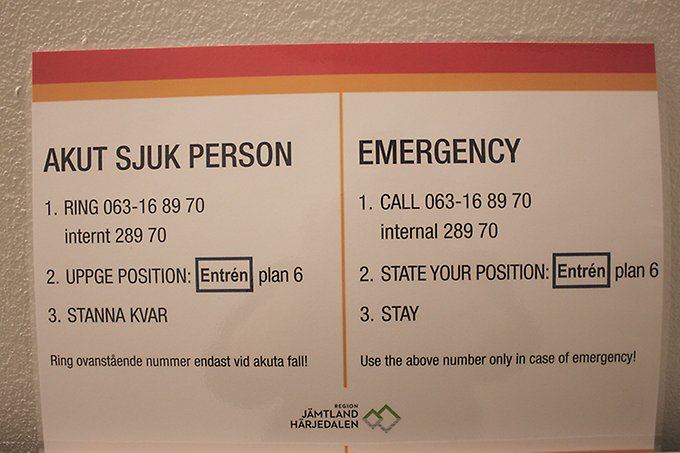 AKUT SJUK PERSON
1. RING 063-16 89 70
internt 289 70
2. UPPGE POSITION: Entrén plan 6
3. STANNA KVAR
Ring ovanstående nummer endast vid akuta fall!
EMERGENCY
1. CALL 063-16 89 70
internal 289 70
2. STATE YOUR POSITION: Entrén plan 6
3. STAY
Use the above number only in case of emergency!
REGION
JÄMTLAND
HÄRJEDALEN